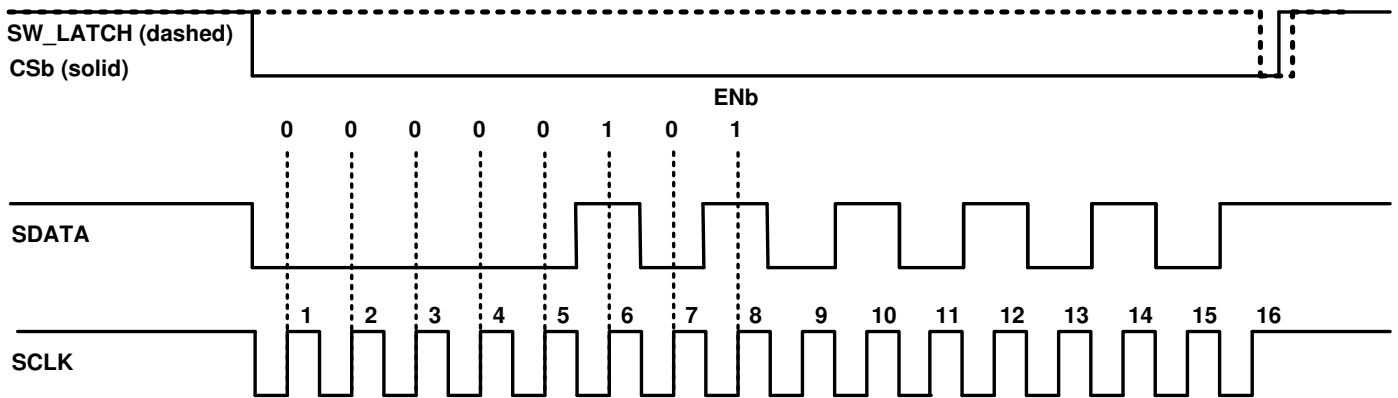 SW_LATCH (dashed)
CSb (solid)
ENb
0 0 0 0 0 1 0 1
SDATA
1 2 3 4 5 6 7 8 9 10 11 12 13 14 15 16
SCLK